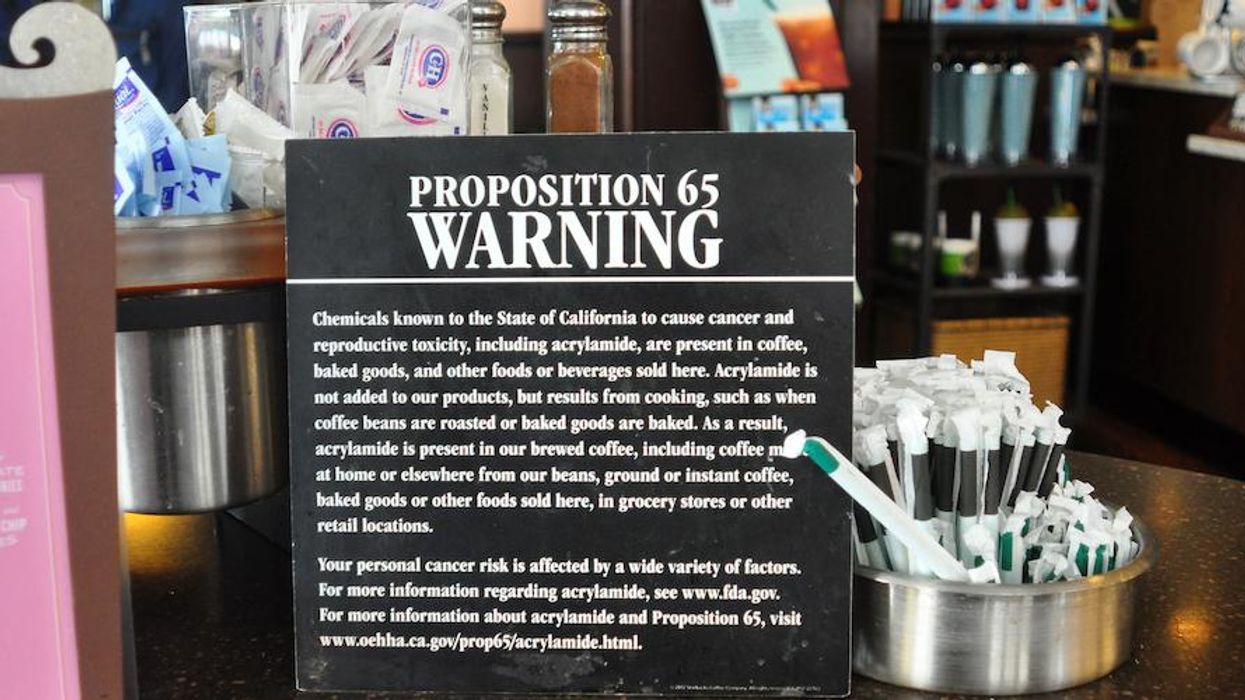 PROPOSITION 65
WARNING
Chemicals known to the State of California to cause cancer and
reproductive toxicity, including acrylamide, are present in coffee,
baked goods, and other foods or beverages sold here. Acrylamide is
not added to our products, but results from cooking, such as when
coffee beans are roasted or baked goods are baked. As a result,
acrylamide is present in our brewed coffee, including coffee m
at home or elsewhere from our beans, ground or instant coffee,
baked goods or other foods sold here, in grocery stores or other
retail locations.
Your personal cancer risk is affected by a wide variety of factors.
For more information regarding acrylamide, see www.fda.gov.
For more information about acrylamide and Proposition 65, visit
www.oehha.ca.gov/prop65/acrylamide.html.
VANILL
CHIP